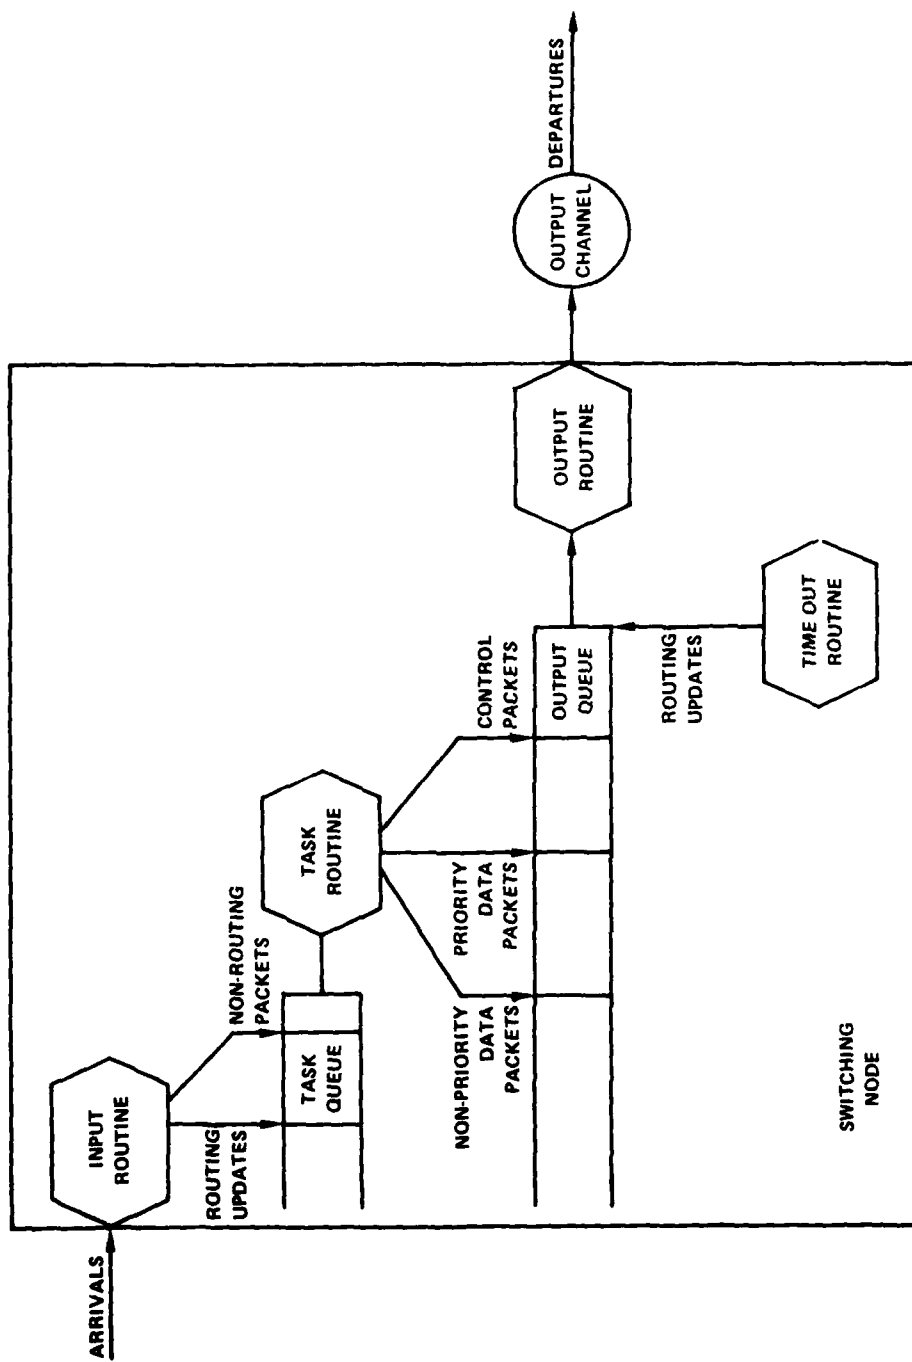 ARRIVALS
INPUT
ROUTINE
ROUTING
UPDATES
NON-ROUTING
PACKETS
TASK
QUEUE
TASK
ROUTINE
NON-PRIORITY
DATA
PACKETS
PRIORITY
DATA
PACKETS
CONTROL
PACKETS
OUTPUT
QUEUE
ROUTING
UPDATES
TIME OUT
ROUTINE
OUTPUT
ROUTINE
OUTPUT
CHANNEL
DEPARTURES
SWITCHING
NODE